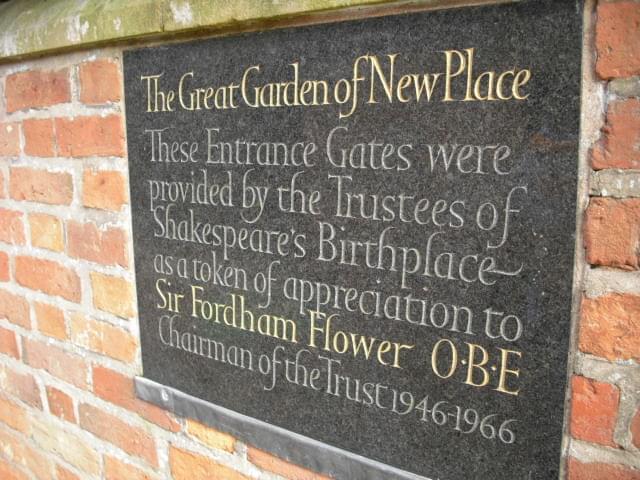 The Great Garden of New Place
These Entrance Gates were
provided by the Trustees of
Shakespeare's Birthplace
as a token of appreciation to
Sir Fordham Flower O·B·E
Chairman of the Trust 1946-1966